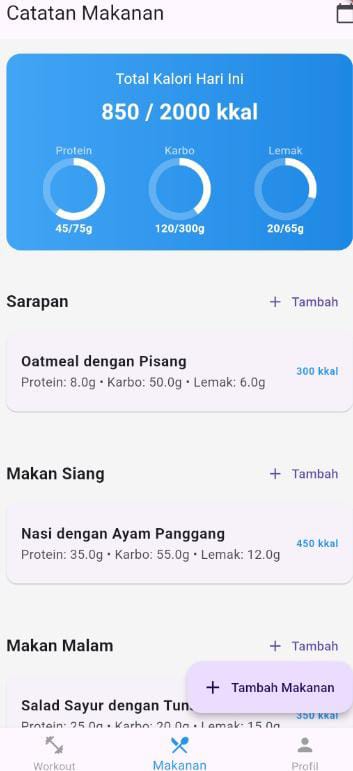 Catatan Makanan
Total Kalori Hari Ini
850 / 2000 kkal
Protein Karbo Lemak
45/75g 120/300g 20/65g
Sarapan + Tambah
Oatmeal dengan Pisang
300 kkal
Protein: 8.0g • Karbo: 50.0g • Lemak: 6.0g
Makan Siang + Tambah
Nasi dengan Ayam Panggang
450 kkal
Protein: 35.0g • Karbo: 55.0g • Lemak: 12.0g
Makan Malam + Tambah
+ Tambah Makanan
Salad Sayur dengan Tun
350 kkal
Protein: 25.0g • Karbo: 20.0g • Lemak: 15.0g
Workout Makanan Profil